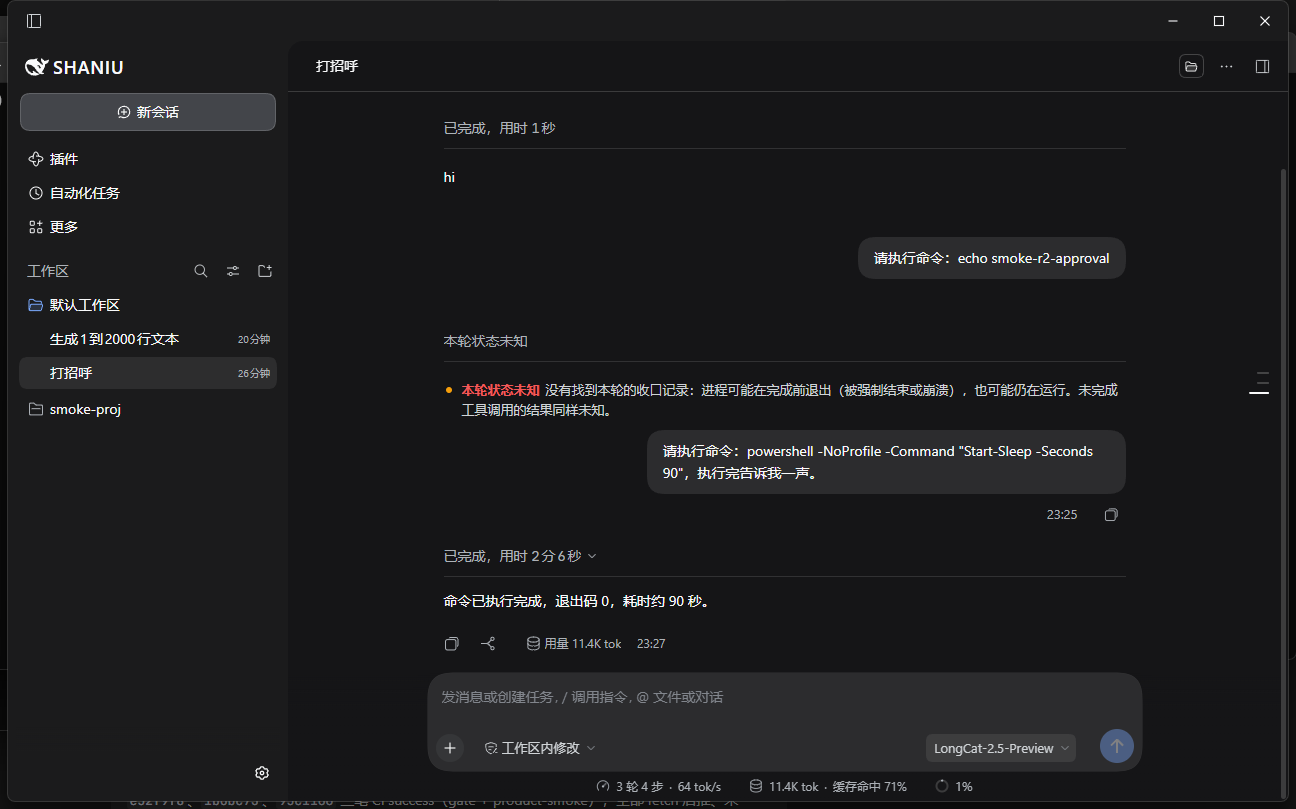 SHANIU
打招呼
新会话
插件
自动化任务
更多
工作区
默认工作区
生成1到2000行文本 20分钟
打招呼 26分钟
smoke-proj
已完成，用时 1秒
hi
请执行命令：echo smoke-r2-approval
本轮状态未知
本轮状态未知 没有找到本轮的收口记录：进程可能在完成前退出（被强制结束或崩溃），也可能仍在运行。未完成
工具调用的结果同样未知。
请执行命令：powershell -NoProfile -Command "Start-Sleep -Seconds
90"，执行完告诉我一声。
23:25
已完成，用时 2分6秒
命令已执行完成，退出码 0，耗时约 90 秒。
用量 11.4K tok 23:27
发消息或创建任务, / 调用指令, @ 文件或对话
工作区内修改
LongCat-2.5-Preview
3 轮 4 步 · 64 tok/s 11.4K tok · 缓存命中 71% 1%